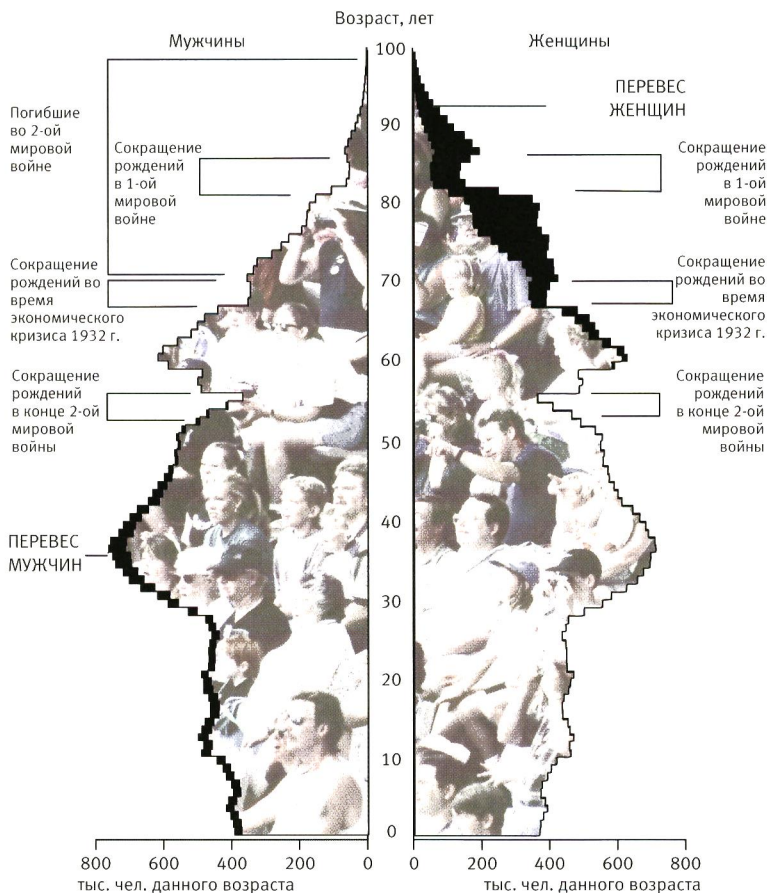 Возраст, лет
Мужчины
Женщины
100
90
80
70
60
50
40
30
20
10
0
Погибшие
во 2-ой
мировой
войне
Сокращение
рождений
в 1-ой
мировой
войне
Сокращение
рождений во
время
экономического
кризиса 1932 г.
Сокращение
рождений
в конце 2-ой
мировой
войны
ПЕРЕВЕС
МУЖЧИН
ПЕРЕВЕС
ЖЕНЩИН
Сокращение
рождений
в 1-ой
мировой
войне
Сокращение
рождений во
время
экономического
кризиса 1932 г.
Сокращение
рождений
в конце 2-ой
мировой
войны
800 600 400 200 0
0 200 400 600 800
тыс. чел. данного возраста
тыс. чел. данного возраста